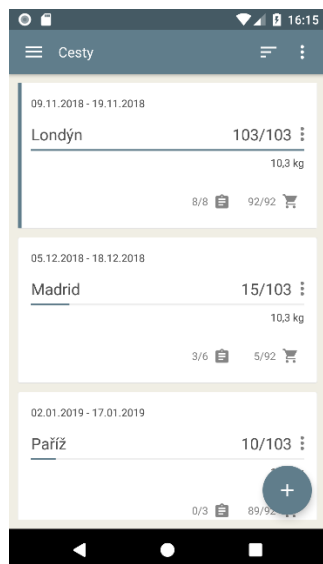 16:15
Cesty
09.11.2018 - 19.11.2018
Londýn 103/103
10,3 kg
8/8 92/92
05.12.2018 - 18.12.2018
Madrid 15/103
10,3 kg
3/6 5/92
02.01.2019 - 17.01.2019
Paříž 10/103
0/3 89/92